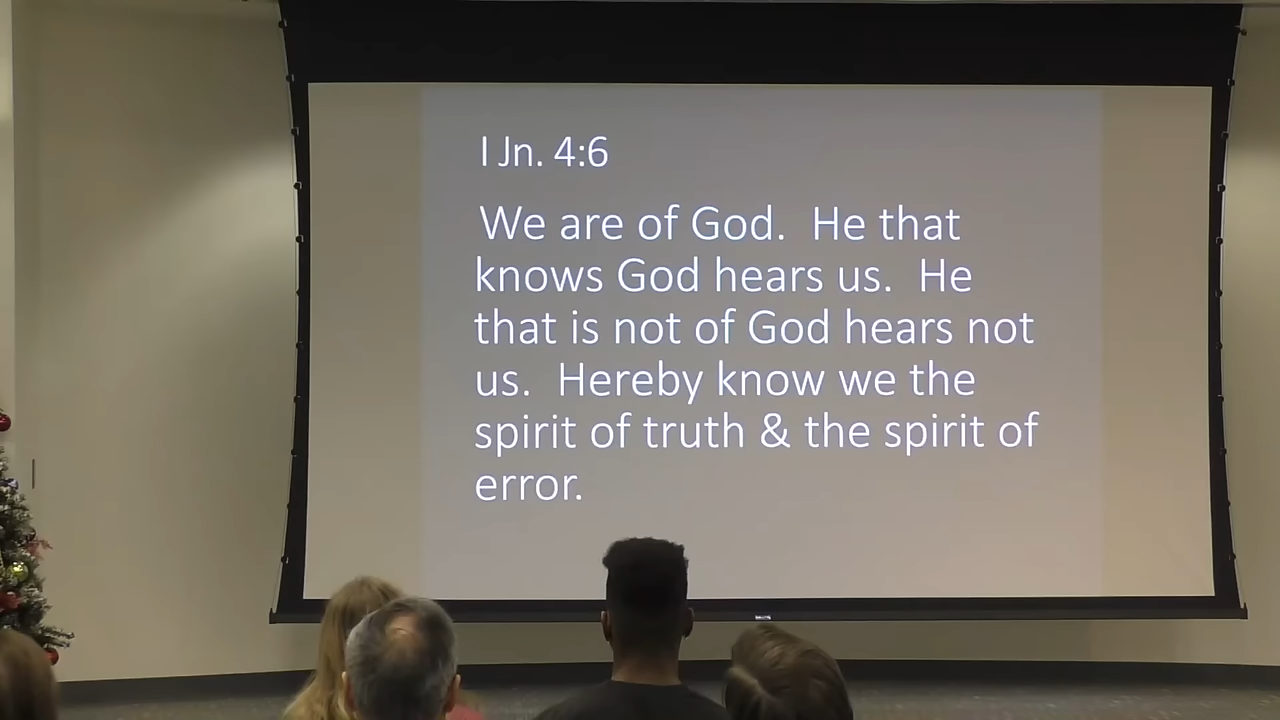 I Jn. 4:6
We are of God. He that
knows God hears us. He
that is not of God hears not
us. Hereby know we the
spirit of truth & the spirit of
error.